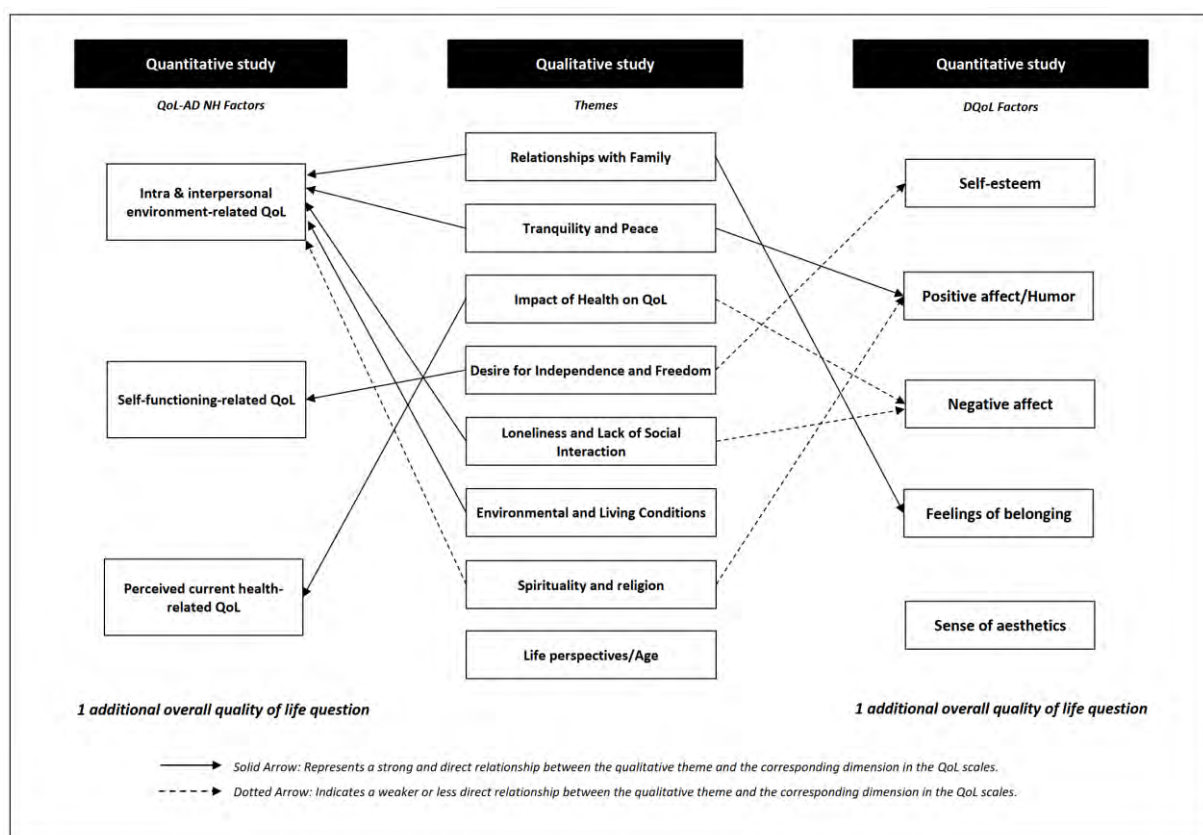 Quantitative study
QoL-AD NH Factors
Intra & interpersonal
environment-related QoL
Self-functioning-related QoL
Perceived current health-
related QoL
1 additional overall quality of life question
Qualitative study
Themes
Relationships with Family
Tranquility and Peace
Impact of Health on QoL
Desire for Independence and Freedom
Loneliness and Lack of Social
Interaction
Environmental and Living Conditions
Spirituality and religion
Life perspectives/Age
Quantitative study
DQoL Factors
Self-esteem
Positive affect/Humor
Negative affect
Feelings of belonging
Sense of aesthetics
1 additional overall quality of life question
Solid Arrow: Represents a strong and direct relationship between the qualitative theme and the corresponding dimension in the QoL scales.
Dotted Arrow: Indicates a weaker or less direct relationship between the qualitative theme and the corresponding dimension in the QoL scales.